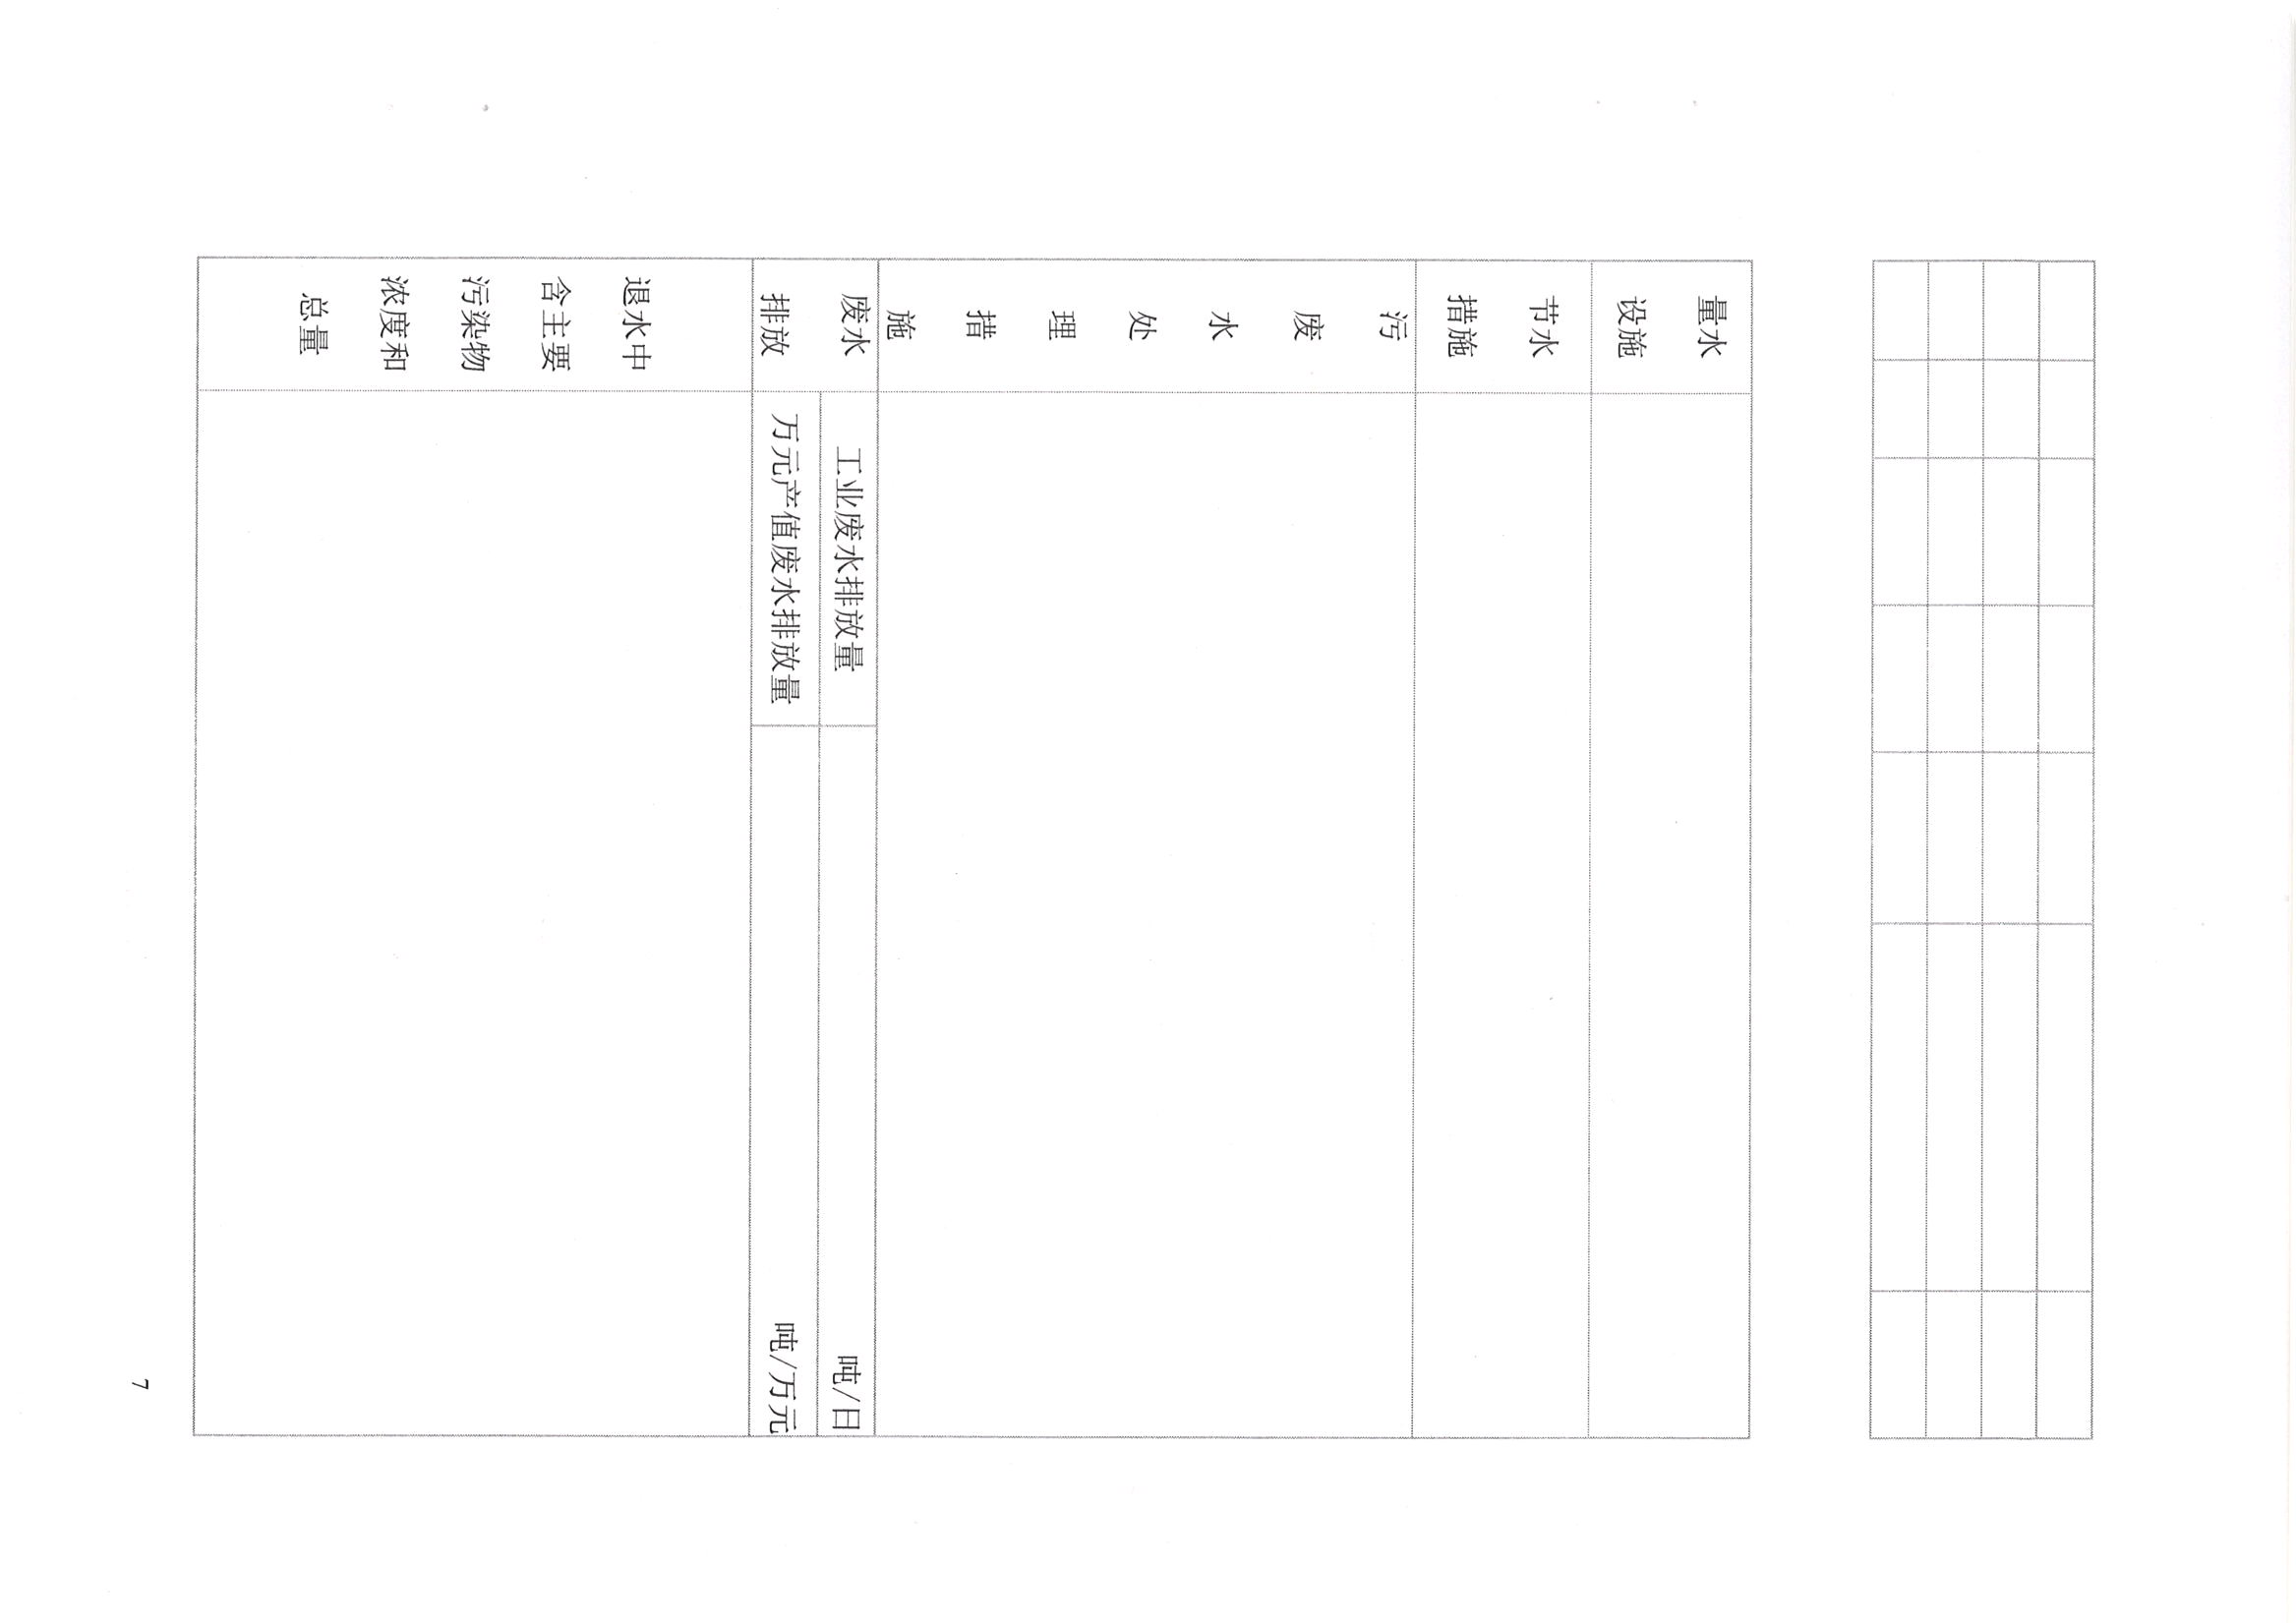 量水
设施
节水
措施
污
废
水
处
理
措
施
废水
排放
工业废水排放量
吨/日
万元产值废水排放量
吨/万元
退水中
含主要
污染物
浓度和
总量
7